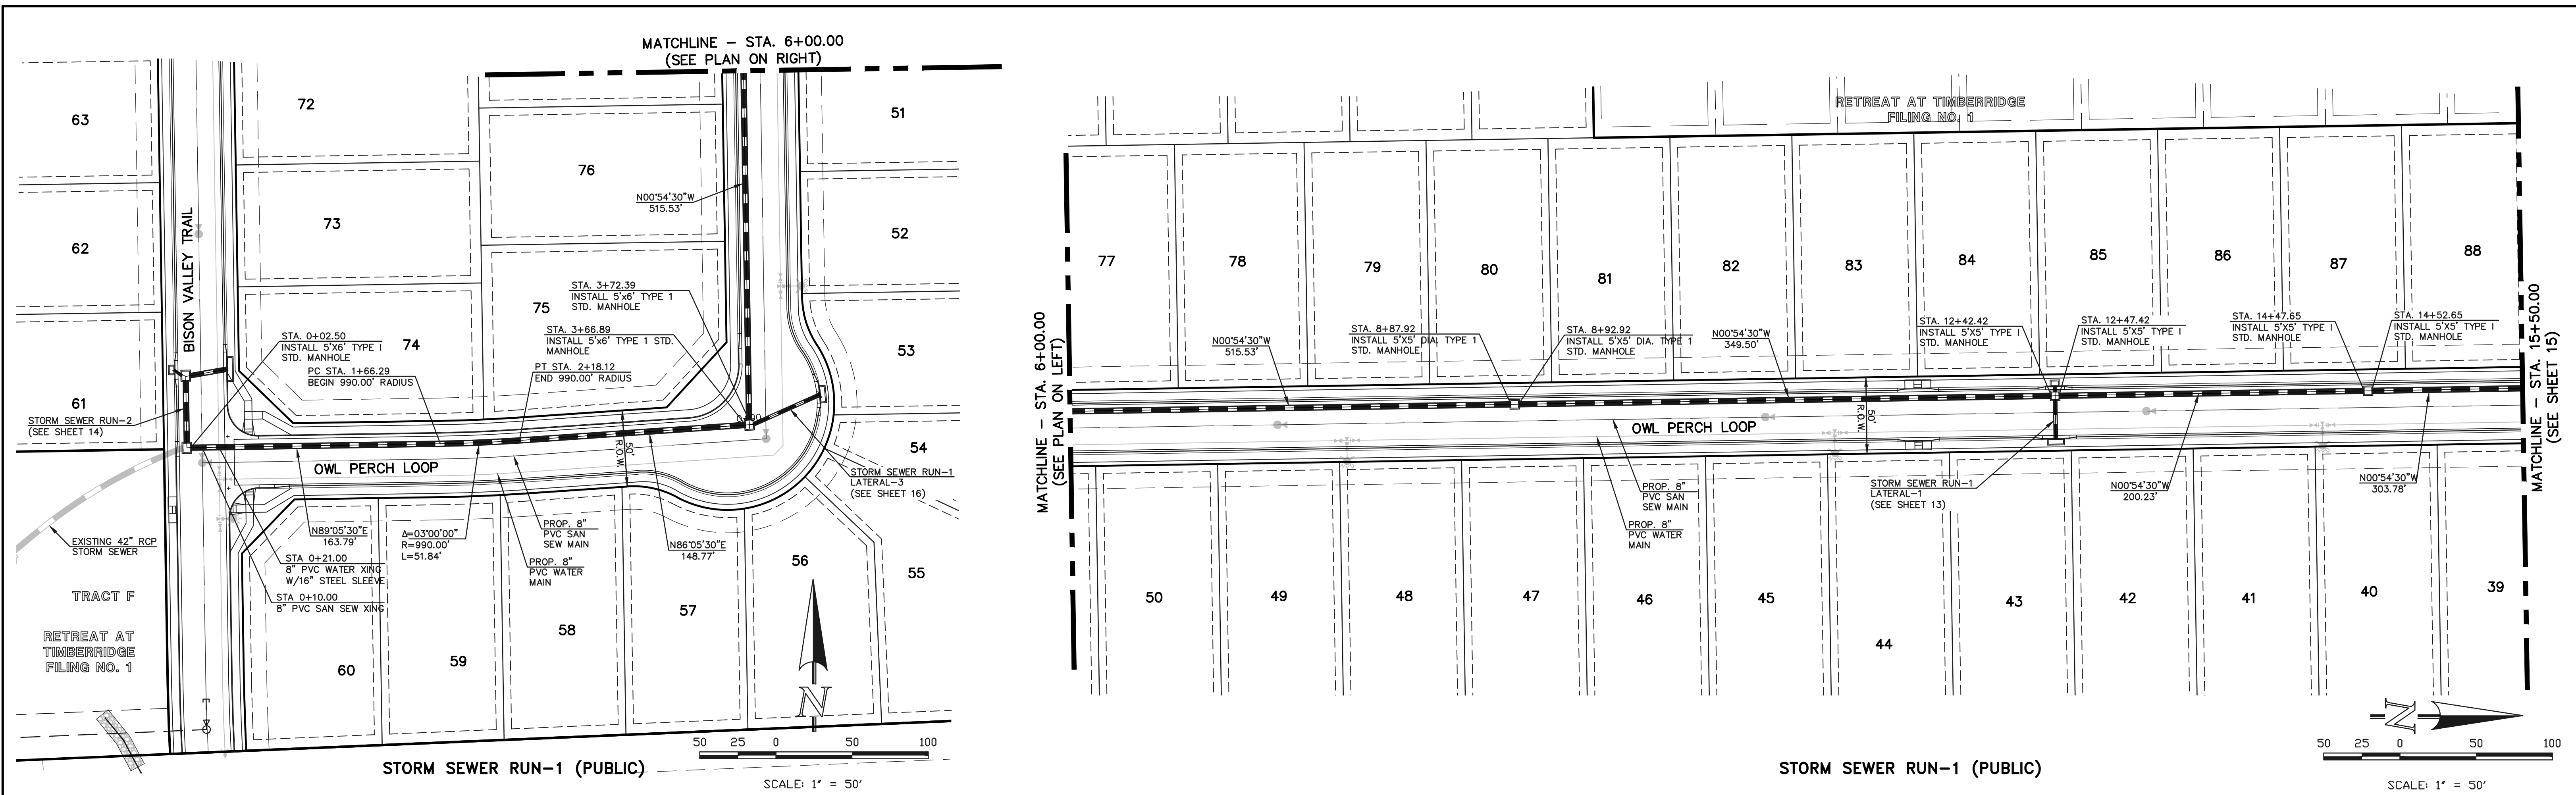 MATCHLINE – STA. 6+00.00
(SEE PLAN ON RIGHT)
63
72
51
76
N00°54'30"W
515.53'
62
73
52
BISON VALLEY TRAIL
75
STA. 3+72.39
INSTALL 5'x6' TYPE 1
STD. MANHOLE
STA. 3+66.89
INSTALL 5'x6' TYPE 1 STD.
MANHOLE
STA. 0+02.50
INSTALL 5'X6' TYPE I
STD. MANHOLE
74
53
PC STA. 1+66.29
BEGIN 990.00' RADIUS
PT STA. 2+18.12
END 990.00' RADIUS
61
STORM SEWER RUN-2
(SEE SHEET 14)
50'
R.O.W.
54
OWL PERCH LOOP
STORM SEWER RUN-1
LATERAL-3
(SEE SHEET 16)
EXISTING 42" RCP
STORM SEWER
N89°05'30"E
163.79'
Δ=03°00'00"
R=990.00'
L=51.84'
PROP. 8"
PVC SAN
SEW MAIN
N86°05'30"E
148.77'
STA 0+21.00
8" PVC WATER XING
W/16" STEEL SLEEVE
PROP. 8"
PVC WATER
MAIN
56
55
STA 0+10.00
8" PVC SAN SEW XING
TRACT F
57
58
59
60
RETREAT AT
TIMBERRIDGE
FILING NO. 1
N
50 25 0 50 100
STORM SEWER RUN-1 (PUBLIC)
SCALE: 1" = 50'
RETREAT AT TIMBERRIDGE
FILING NO. 1
77
78
79
80
81
82
83
84
85
86
87
88
MATCHLINE – STA. 6+00.00
(SEE PLAN ON LEFT)
N00°54'30"W
515.53'
STA. 8+87.92
INSTALL 5'X5' DIA. TYPE 1
STD. MANHOLE
STA. 8+92.92
INSTALL 5'X5' DIA. TYPE 1
STD. MANHOLE
N00°54'30"W
349.50'
STA. 12+42.42
INSTALL 5'X5' TYPE I
STD. MANHOLE
STA. 12+47.42
INSTALL 5'X5' TYPE I
STD. MANHOLE
STA. 14+47.65
INSTALL 5'X5' TYPE I
STD. MANHOLE
STA. 14+52.65
INSTALL 5'X5' TYPE I
STD. MANHOLE
MATCHLINE – STA. 15+50.00
(SEE SHEET 15)
OWL PERCH LOOP
50'
R.O.W.
PROP. 8"
PVC SAN
SEW MAIN
PROP. 8"
PVC WATER
MAIN
STORM SEWER RUN-1
LATERAL-1
(SEE SHEET 13)
N00°54'30"W
200.23'
N00°54'30"W
303.78'
50
49
48
47
46
45
44
43
42
41
40
39
N
50 25 0 50 100
STORM SEWER RUN-1 (PUBLIC)
SCALE: 1" = 50'